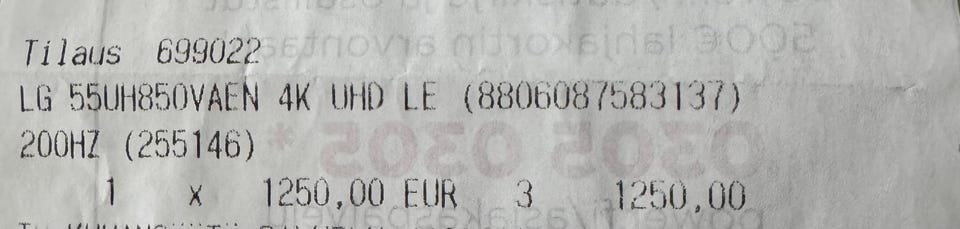 Tilaus 699022
LG 55UH850VAEN 4K UHD LE (8806087583137)
200HZ (255146)
1 x 1250,00 EUR 3 1250,00